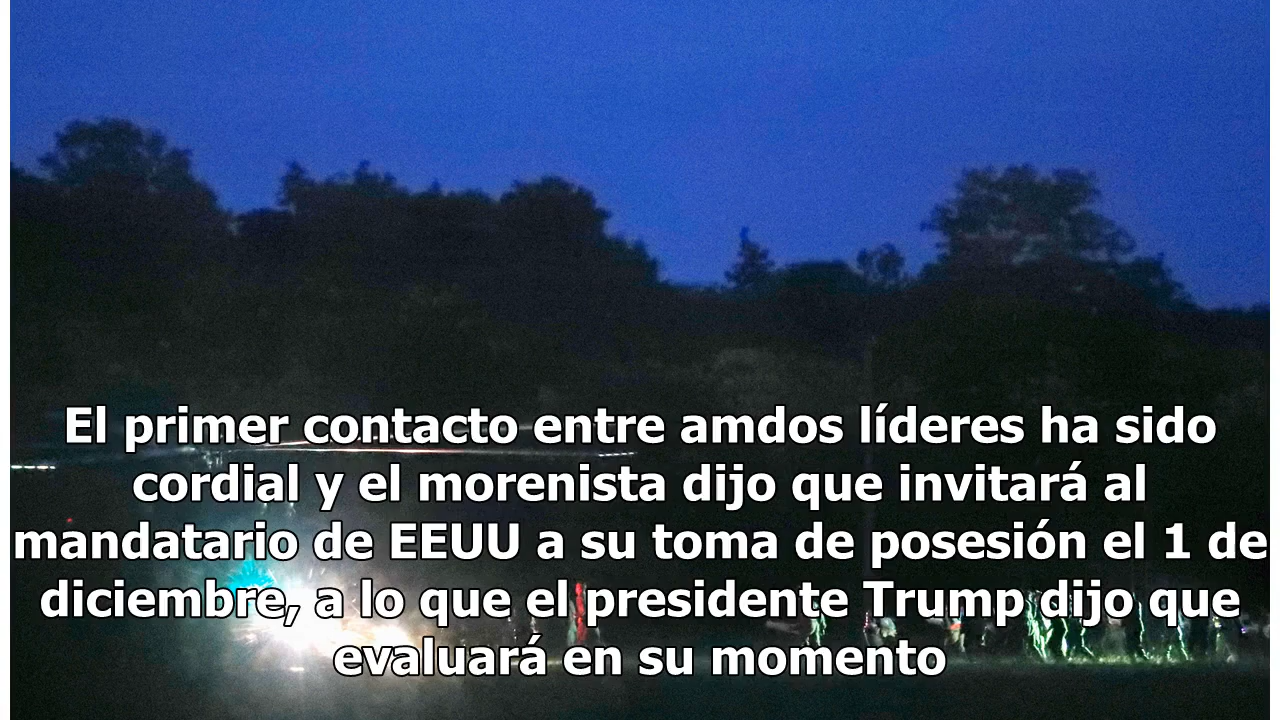 El primer contacto entre amdos líderes ha sido
cordial y el morenista dijo que invitará al
mandatario de EEUU a su toma de posesión el 1 de
diciembre, a lo que el presidente Trump dijo que
evaluará en su momento